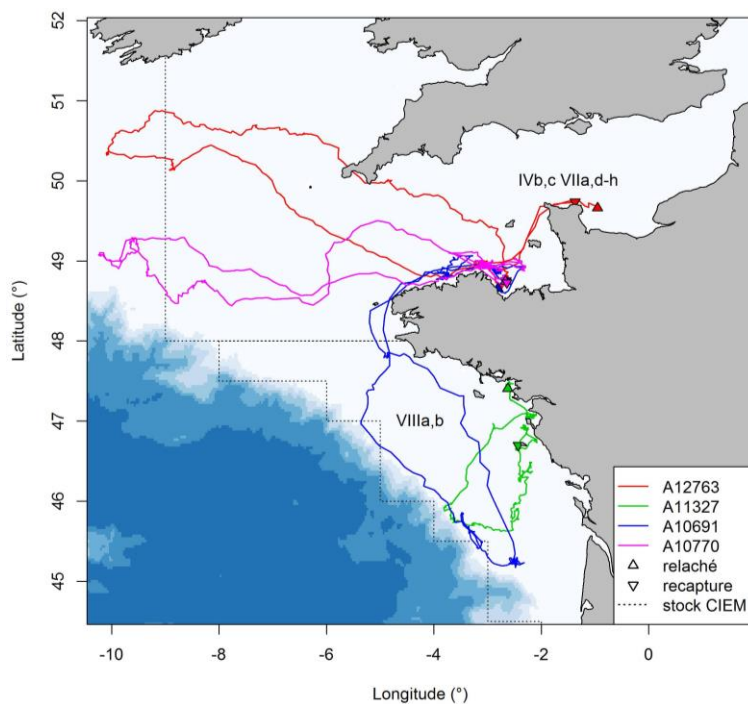 52
51
50
49
48
47
46
45
Latitude (°)
IVb,c VIIa,d-h
VIIIa,b
A12763
A11327
A10691
A10770
relaché
recapture
stock CIEM
-10
-8
-6
-4
-2
0
Longitude (°)